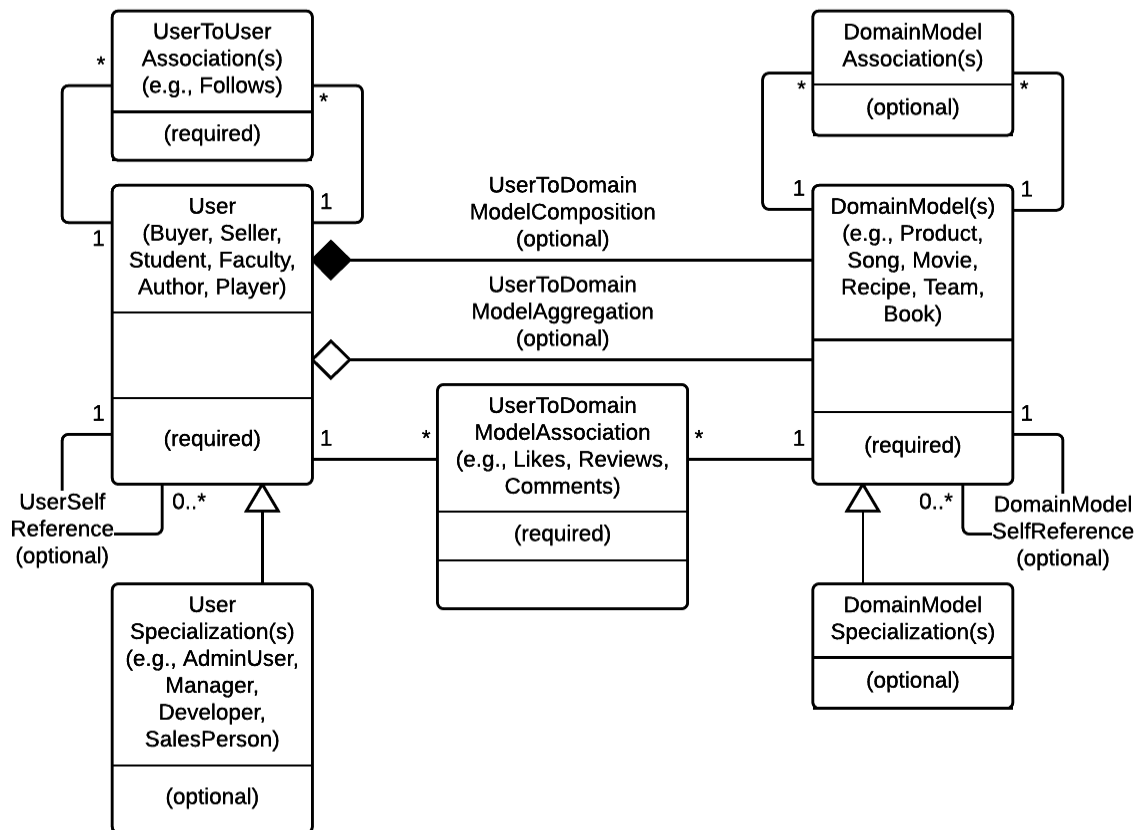 UserToUser
Association(s)
(e.g., Follows)
(required)
*
*
1
1
User
(Buyer, Seller,
Student, Faculty,
Author, Player)
(required)
1
UserSelf
Reference
(optional)
0..*
User
Specialization(s)
(e.g., AdminUser,
Manager,
Developer,
SalesPerson)
(optional)
UserToDomain
ModelComposition
(optional)
UserToDomain
ModelAggregation
(optional)
1
*
UserToDomain
ModelAssociation
(e.g., Likes, Reviews,
Comments)
(required)
*
1
DomainModel
Association(s)
(optional)
*
*
1
1
DomainModel(s)
(e.g., Product,
Song, Movie,
Recipe, Team,
Book)
(required)
1
0..*
DomainModel
SelfReference
(optional)
DomainModel
Specialization(s)
(optional)